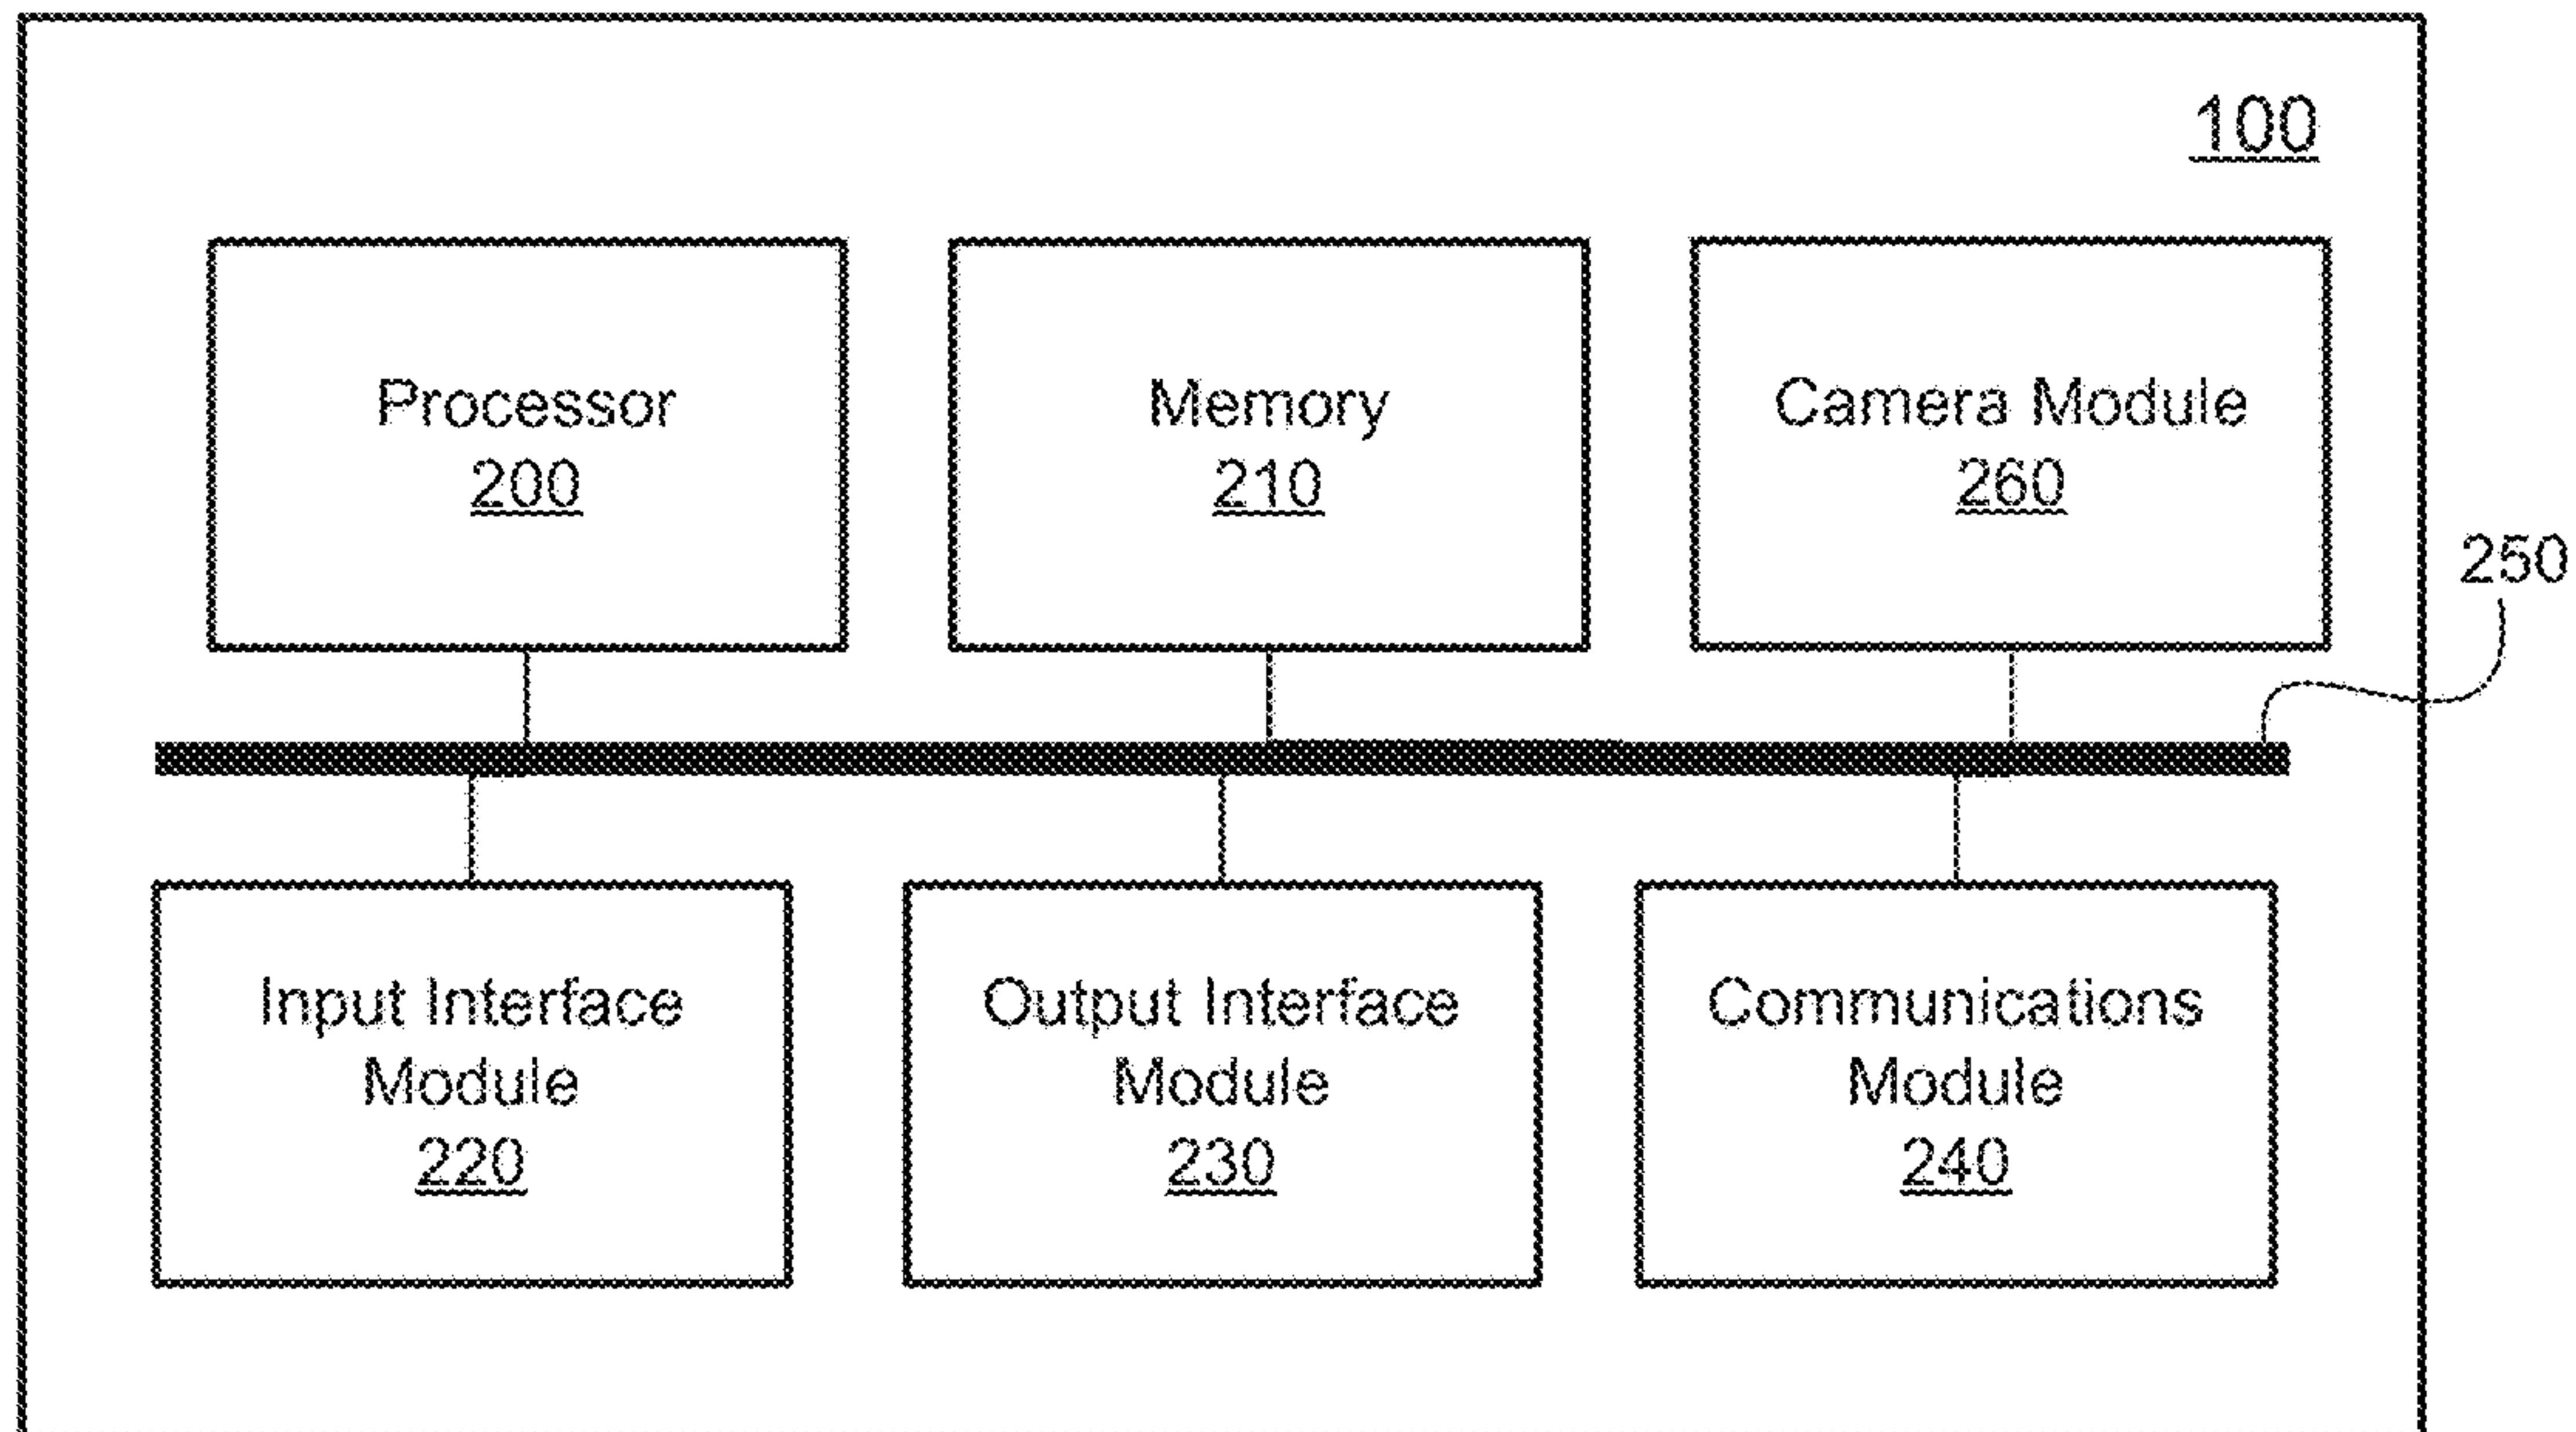 100
Processor
200
Memory
210
Camera Module
260
250
Input Interface
Module
220
Output Interface
Module
230
Communications
Module
240